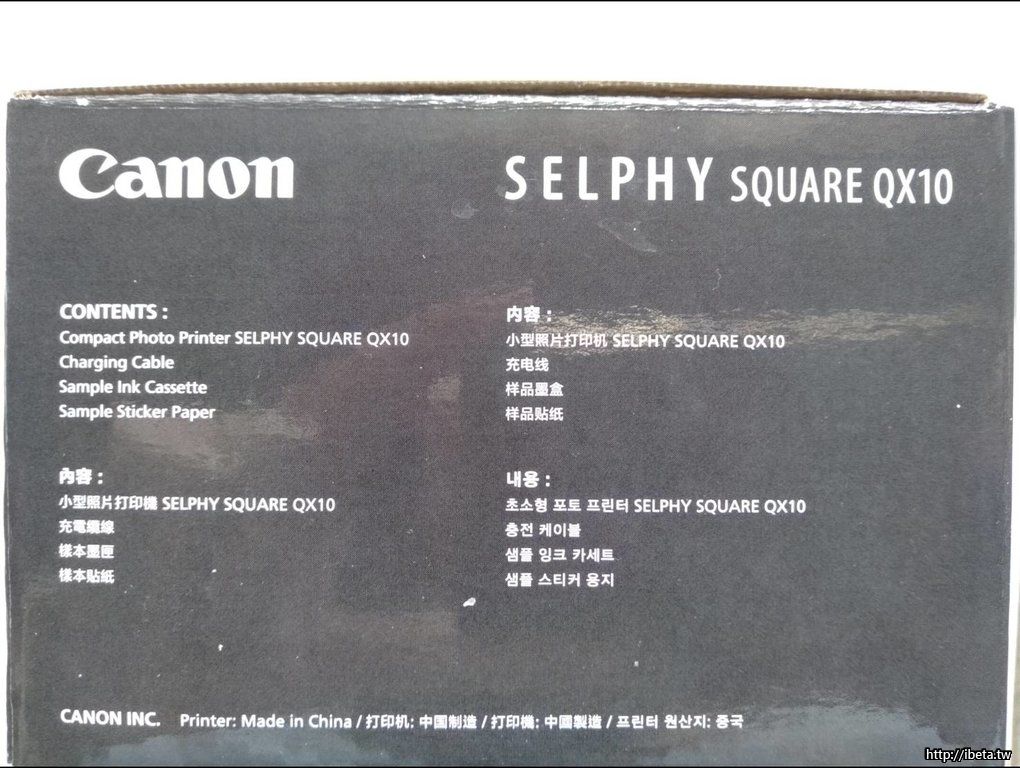 Canon
SELPHY SQUARE QX10
CONTENTS :
Compact Photo Printer SELPHY SQUARE QX10
Charging Cable
Sample Ink Cassette
Sample Sticker Paper
内容 :
小型照片打印机 SELPHY SQUARE QX10
充电线
样品墨盒
样品贴纸
內容 :
小型照片打印機 SELPHY SQUARE QX10
充電纜線
樣本墨匣
樣本貼紙
내용 :
초소형 포토 프린터 SELPHY SQUARE QX10
충전 케이블
샘플 잉크 카세트
샘플 스티커 용지
CANON INC. Printer: Made in China / 打印机: 中国制造 / 打印機: 中國製造 / 프린터 원산지: 중국
http://ibeta.tw